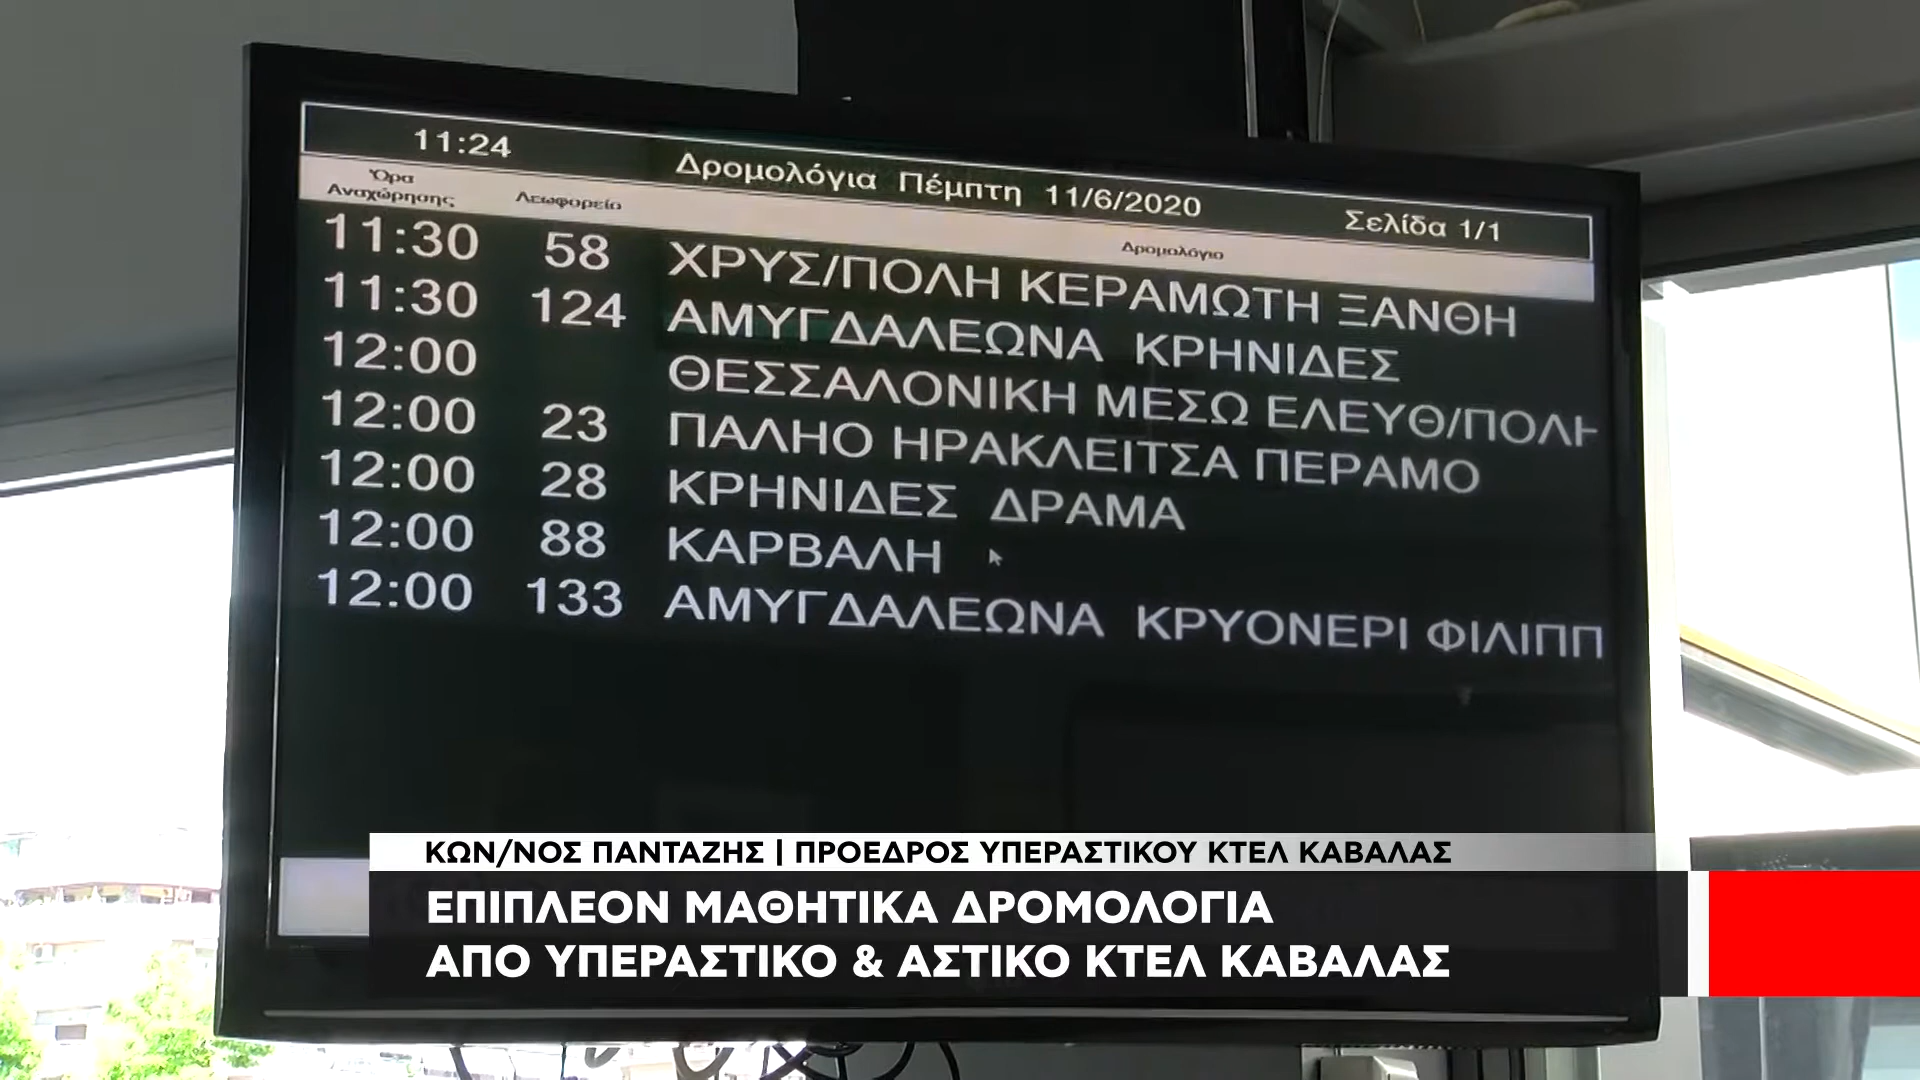 11:24 Δρομολόγια Πέμπτη 11/6/2020 Σελίδα 1/1
Ώρα Αναχώρησης Λεωφορείο Δρομολόγιο
11:30 58 ΧΡΥΣ/ΠΟΛΗ ΚΕΡΑΜΩΤΗ ΞΑΝΘΗ
11:30 124 ΑΜΥΓΔΑΛΕΩΝΑ ΚΡΗΝΙΔΕΣ
12:00 ΘΕΣΣΑΛΟΝΙΚΗ ΜΕΣΩ ΕΛΕΥΘ/ΠΟΛΗ
12:00 23 ΠΑΛΗΟ ΗΡΑΚΛΕΙΤΣΑ ΠΕΡΑΜΟ
12:00 28 ΚΡΗΝΙΔΕΣ ΔΡΑΜΑ
12:00 88 ΚΑΡΒΑΛΗ
12:00 133 ΑΜΥΓΔΑΛΕΩΝΑ ΚΡΥΟΝΕΡΙ ΦΙΛΙΠΠ
ΚΩΝ/ΝΟΣ ΠΑΝΤΑΖΗΣ | ΠΡΟΕΔΡΟΣ ΥΠΕΡΑΣΤΙΚΟΥ ΚΤΕΛ ΚΑΒΑΛΑΣ
ΕΠΙΠΛΕΟΝ ΜΑΘΗΤΙΚΑ ΔΡΟΜΟΛΟΓΙΑ
ΑΠΟ ΥΠΕΡΑΣΤΙΚΟ & ΑΣΤΙΚΟ ΚΤΕΛ ΚΑΒΑΛΑΣ